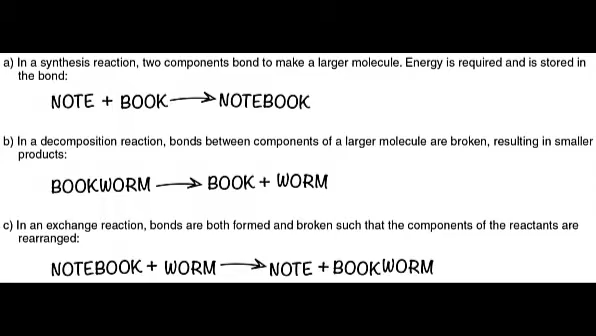 a) In a synthesis reaction, two components bond to make a larger molecule. Energy is required and is stored in
the bond:
NOTE + BOOK → NOTEBOOK
b) In a decomposition reaction, bonds between components of a larger molecule are broken, resulting in smaller
products:
BOOKWORM → BOOK + WORM
c) In an exchange reaction, bonds are both formed and broken such that the components of the reactants are
rearranged:
NOTEBOOK + WORM → NOTE + BOOKWORM